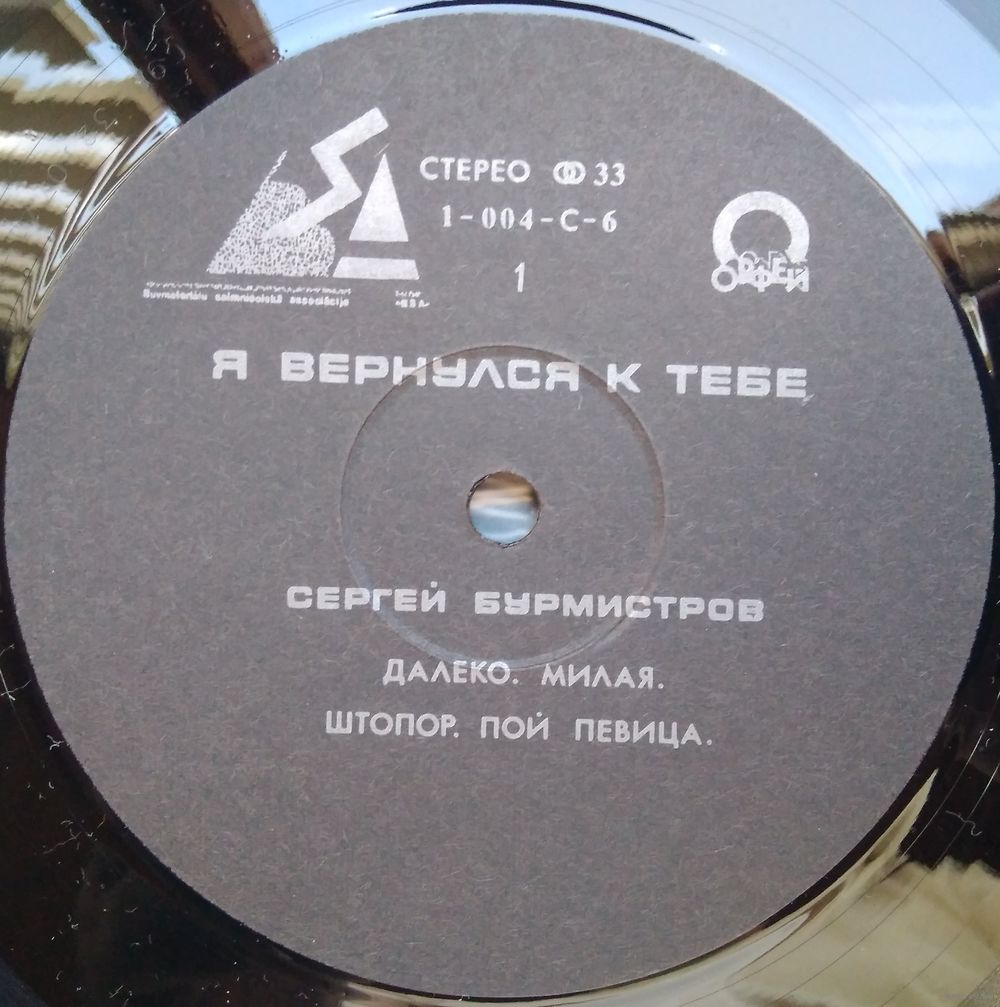 СТЕРЕО 33
1-004-С-6
1
ОРФЕЙ
Я ВЕРНУЛСЯ К ТЕБЕ
СЕРГЕЙ БУРМИСТРОВ
ДАЛЕКО. МИЛАЯ.
ШТОПОР. ПОЙ ПЕВИЦА.